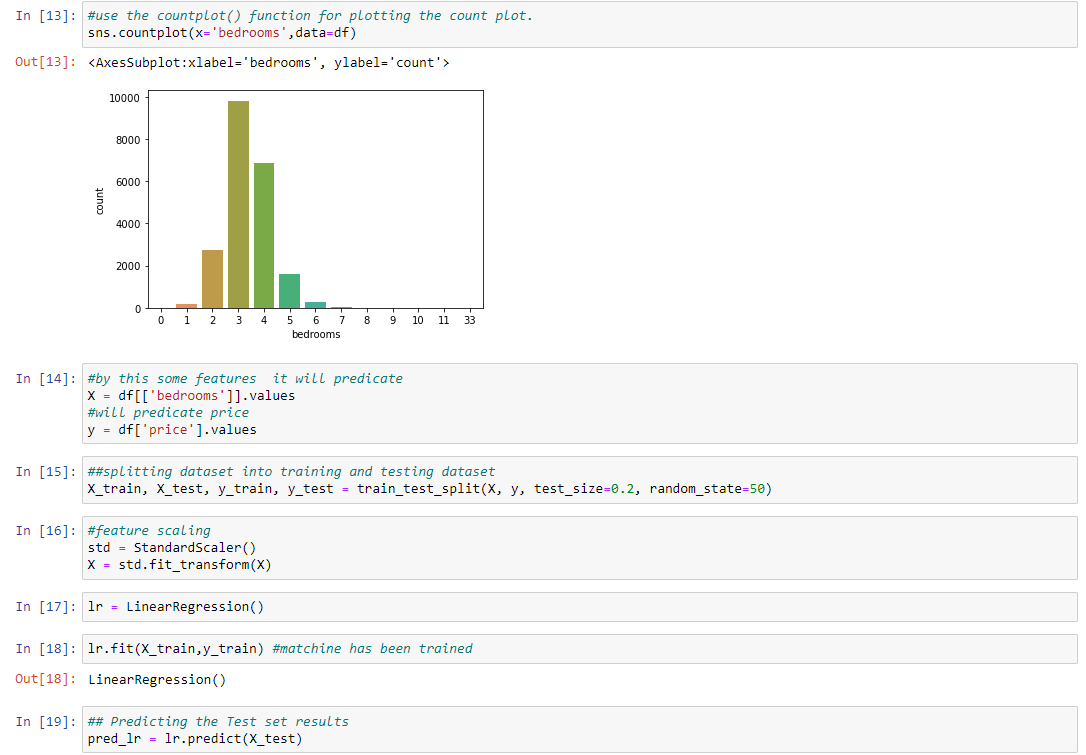 In [13]: #use the countplot() function for plotting the count plot.
sns.countplot(x='bedrooms',data=df)
Out[13]: <AxesSubplot:xlabel='bedrooms', ylabel='count'>
10000
8000
6000
4000
2000
0
count
0 1 2 3 4 5 6 7 8 9 10 11 33
bedrooms
In [14]: #by this some features  it will predicate
X = df[['bedrooms']].values
#will predicate price
y = df['price'].values
In [15]: ##splitting dataset into training and testing dataset
X_train, X_test, y_train, y_test = train_test_split(X, y, test_size=0.2, random_state=50)
In [16]: #feature scaling
std = StandardScaler()
X = std.fit_transform(X)
In [17]: lr = LinearRegression()
In [18]: lr.fit(X_train,y_train) #matchine has been trained
Out[18]: LinearRegression()
In [19]: ## Predicting the Test set results
pred_lr = lr.predict(X_test)